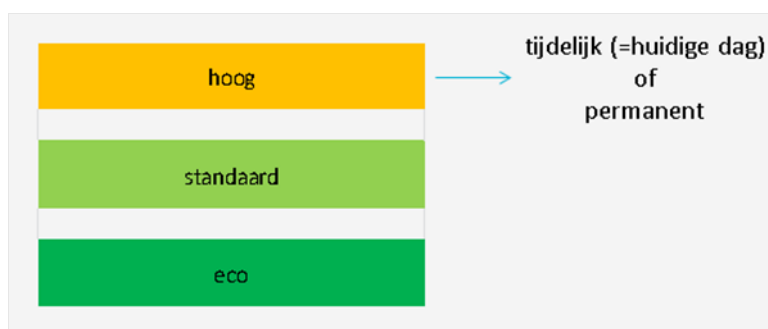 hoog
tijdelijk (=huidige dag)
of
permanent
standaard
eco